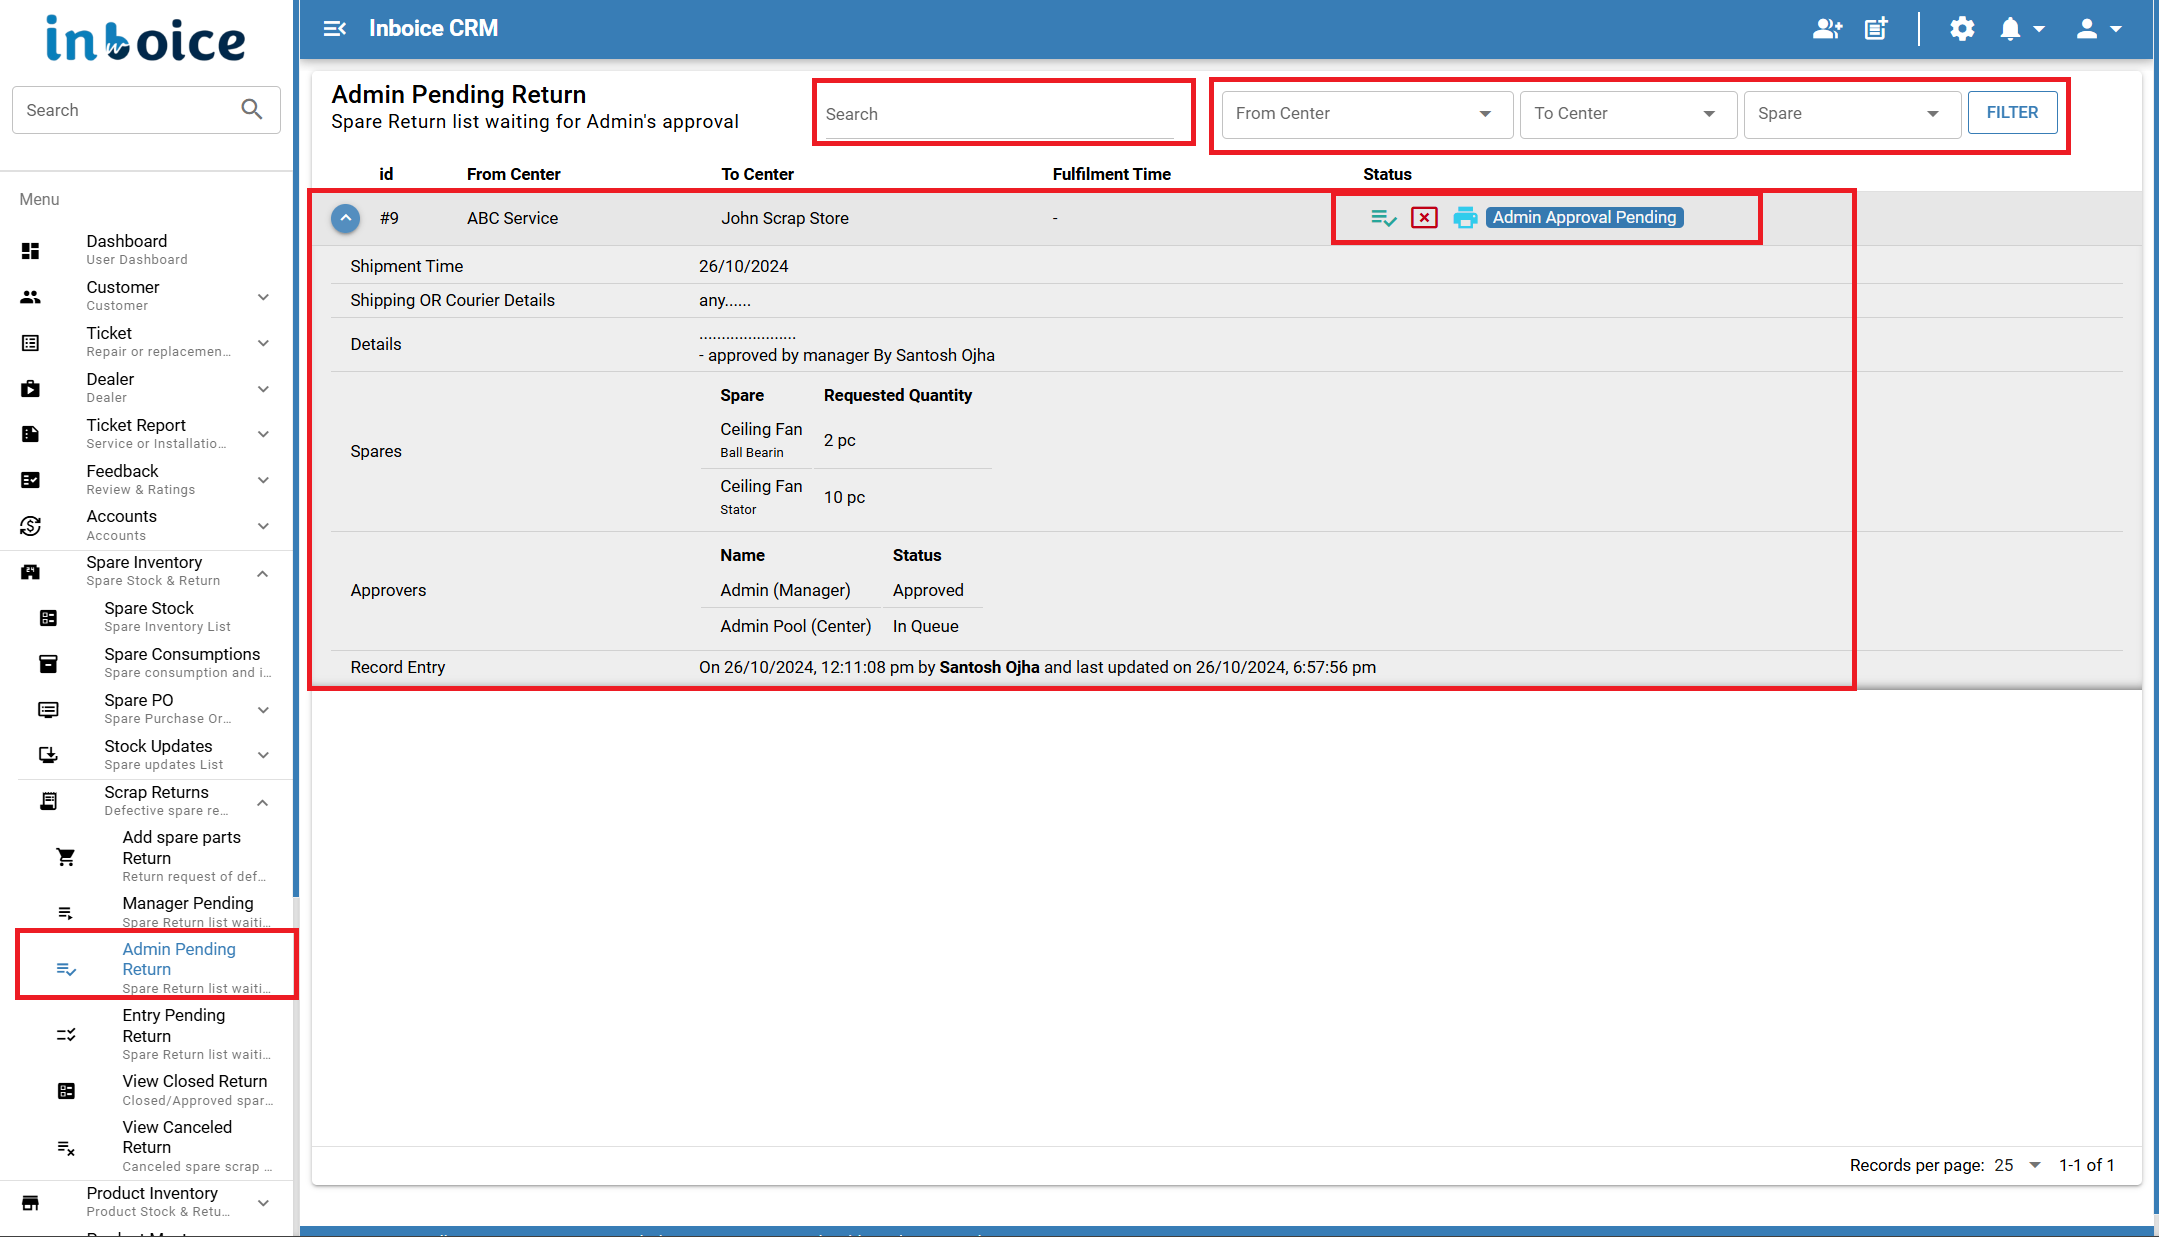 inboice
Search
Menu
Dashboard
User Dashboard
Customer
Customer
Ticket
Repair or replacemen...
Dealer
Dealer
Ticket Report
Service or Installatio...
Feedback
Review & Ratings
Accounts
Accounts
Spare Inventory
Spare Stock & Return
Spare Stock
Spare Inventory List
Spare Consumptions
Spare consumption and i...
Spare PO
Spare Purchase Or...
Stock Updates
Spare updates List
Scrap Returns
Defective spare re...
Add spare parts
Return
Return request of def...
Manager Pending
Spare Return list waiti...
Admin Pending
Return
Spare Return list waiti...
Entry Pending
Return
Spare Return list waiti...
View Closed Return
Closed/Approved spar...
View Canceled
Return
Canceled spare scrap ...
Product Inventory
Product Stock & Retu...
Inboice CRM
Admin Pending Return
Spare Return list waiting for Admin's approval
Search
From Center
To Center
Spare
FILTER
id From Center To Center Fulfilment Time Status
#9 ABC Service John Scrap Store - Admin Approval Pending
Shipment Time 26/10/2024
Shipping OR Courier Details any......
Details ......................
- approved by manager By Santosh Ojha
Spare Requested Quantity
Spares
Ceiling Fan 2 pc
Ball Bearin
Ceiling Fan 10 pc
Stator
Name Status
Approvers Admin (Manager) Approved
Admin Pool (Center) In Queue
Record Entry On 26/10/2024, 12:11:08 pm by Santosh Ojha and last updated on 26/10/2024, 6:57:56 pm
Records per page: 25 1-1 of 1